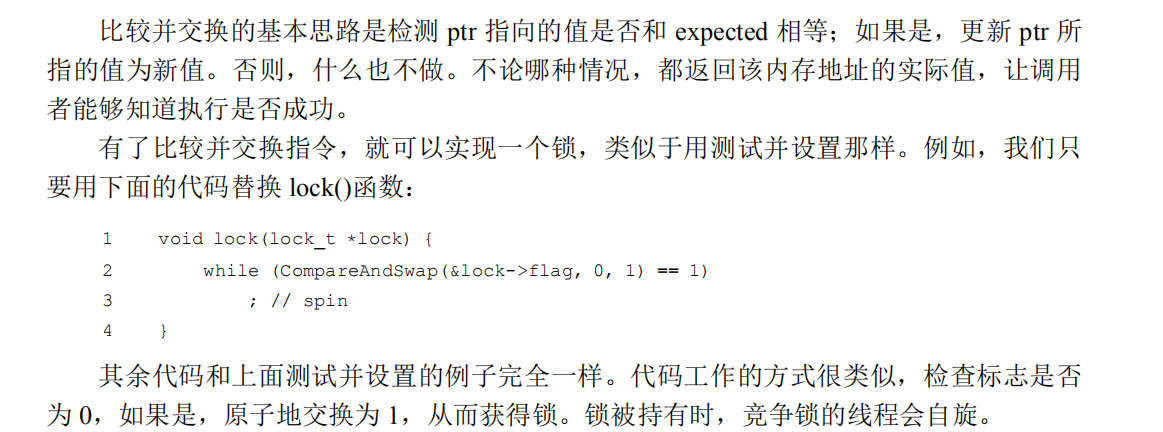 比较并交换的基本思路是检测 ptr 指向的值是否和 expected 相等；如果是，更新 ptr 所
指的值为新值。否则，什么也不做。不论哪种情况，都返回该内存地址的实际值，让调用
者能够知道执行是否成功。
有了比较并交换指令，就可以实现一个锁，类似于用测试并设置那样。例如，我们只
要用下面的代码替换 lock()函数：
1 void lock(lock_t *lock) {
2 while (CompareAndSwap(&lock->flag, 0, 1) == 1)
3 ; // spin
4 }
其余代码和上面测试并设置的例子完全一样。代码工作的方式很类似，检查标志是否
为 0，如果是，原子地交换为 1，从而获得锁。锁被持有时，竞争锁的线程会自旋。